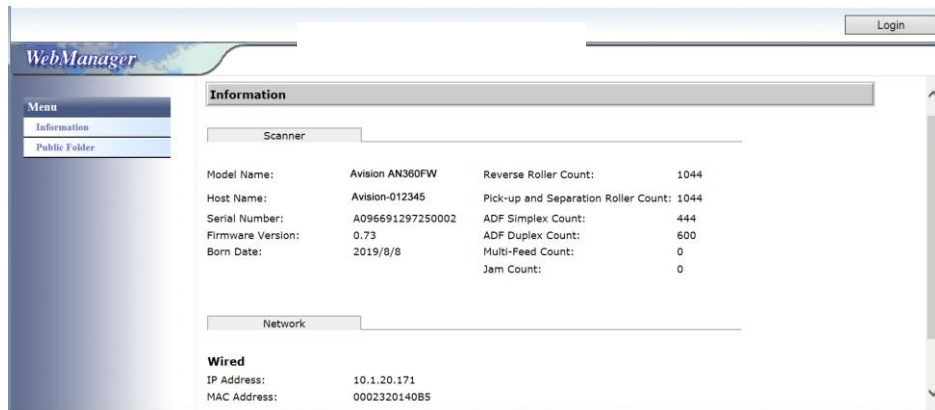 Login
WebManager
Menu
Information
Public Folder
Information
Scanner
Model Name: Avision AN360FW Reverse Roller Count: 1044
Host Name: Avision-012345 Pick-up and Separation Roller Count: 1044
Serial Number: A096691297250002 ADF Simplex Count: 444
Firmware Version: 0.73 ADF Duplex Count: 600
Born Date: 2019/8/8 Multi-Feed Count: 0
Jam Count: 0
Network
Wired
IP Address: 10.1.20.171
MAC Address: 0002320140B5